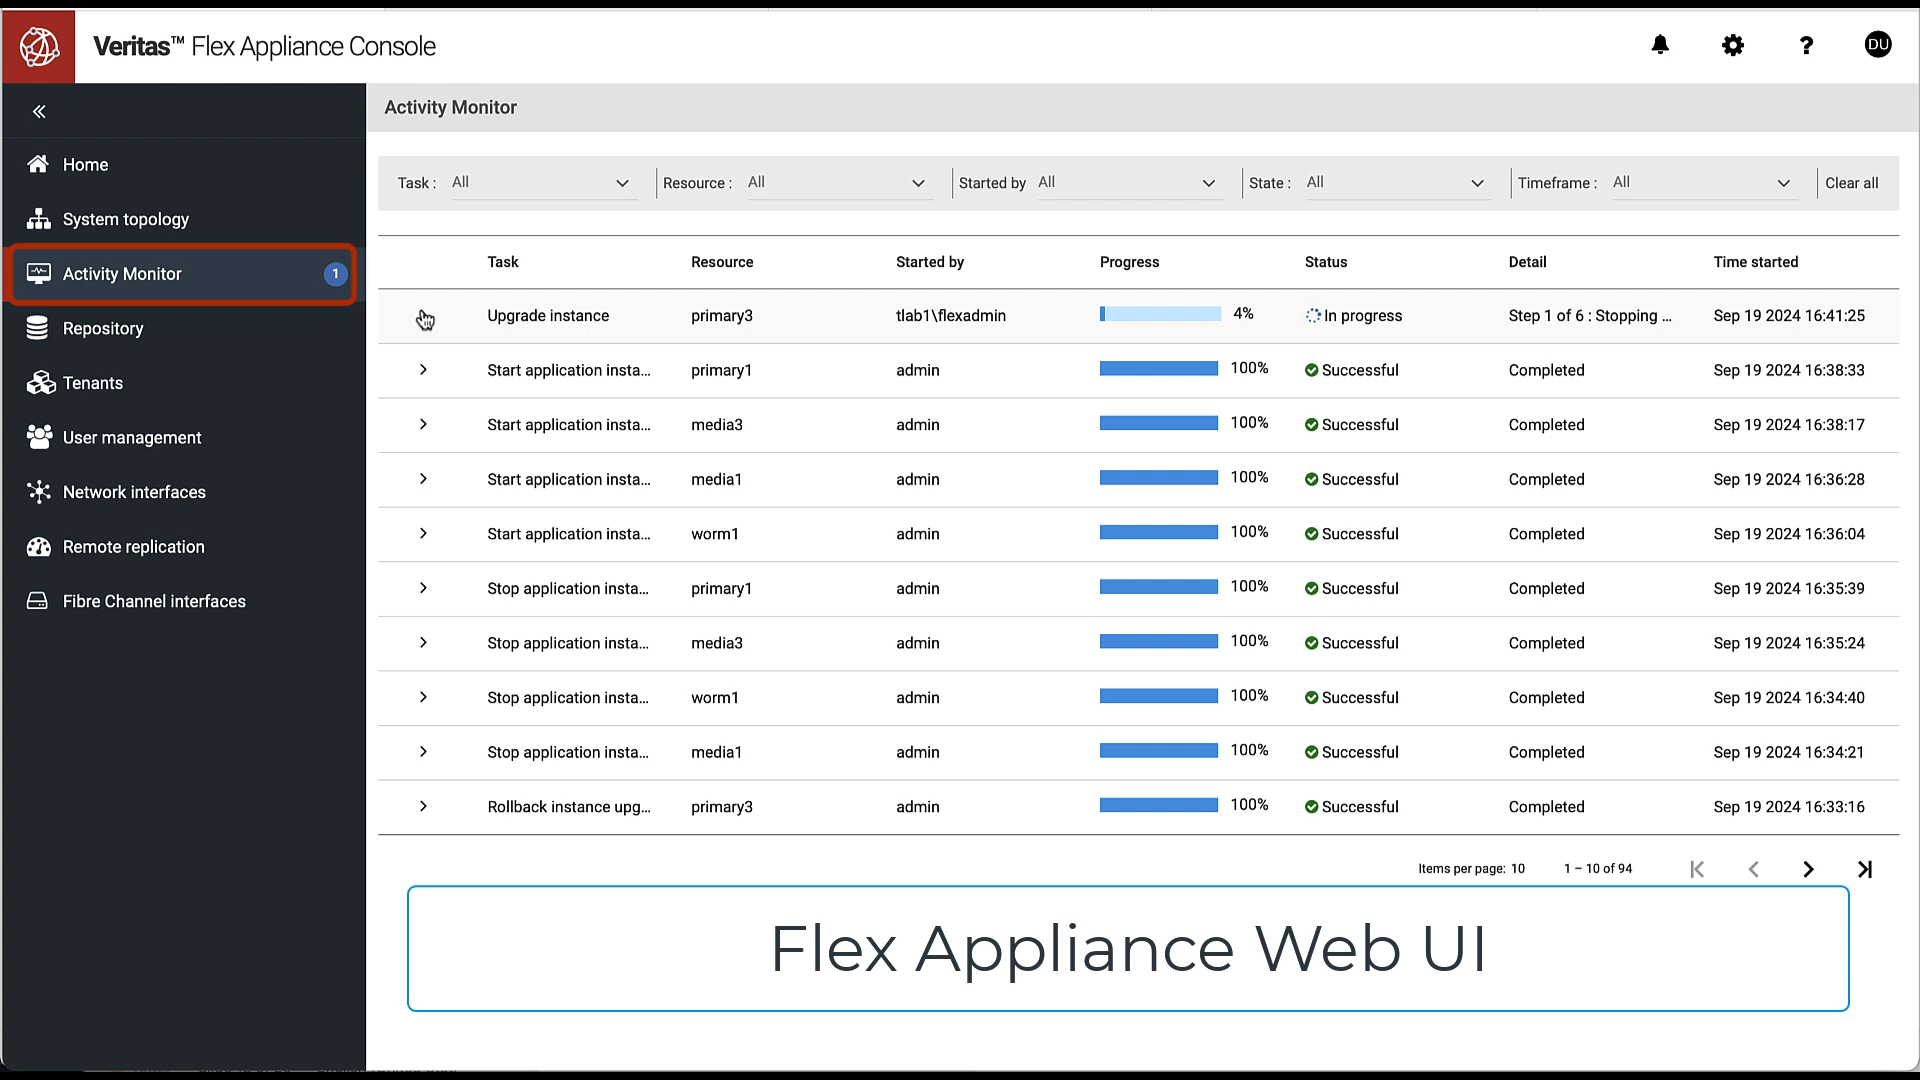 Veritas™ Flex Appliance Console
DU
Activity Monitor
Home
System topology
Activity Monitor 1
Repository
Tenants
User management
Network interfaces
Remote replication
Fibre Channel interfaces
Task : All Resource : All Started by All State : All Timeframe : All Clear all
Task Resource Started by Progress Status Detail Time started
Upgrade instance primary3 tlab1\flexadmin 4% In progress Step 1 of 6 : Stopping ... Sep 19 2024 16:41:25
Start application insta... primary1 admin 100% Successful Completed Sep 19 2024 16:38:33
Start application insta... media3 admin 100% Successful Completed Sep 19 2024 16:38:17
Start application insta... media1 admin 100% Successful Completed Sep 19 2024 16:36:28
Start application insta... worm1 admin 100% Successful Completed Sep 19 2024 16:36:04
Stop application insta... primary1 admin 100% Successful Completed Sep 19 2024 16:35:39
Stop application insta... media3 admin 100% Successful Completed Sep 19 2024 16:35:24
Stop application insta... worm1 admin 100% Successful Completed Sep 19 2024 16:34:40
Stop application insta... media1 admin 100% Successful Completed Sep 19 2024 16:34:21
Rollback instance upg... primary3 admin 100% Successful Completed Sep 19 2024 16:33:16
Items per page: 10 1 – 10 of 94
Flex Appliance Web UI